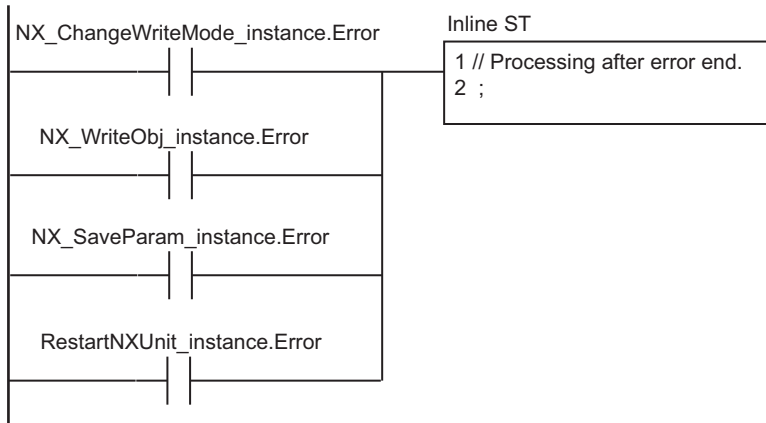 NX_ChangeWriteMode_instance.Error
Inline ST
1 // Processing after error end.
2 ;
NX_WriteObj_instance.Error
NX_SaveParam_instance.Error
RestartNXUnit_instance.Error